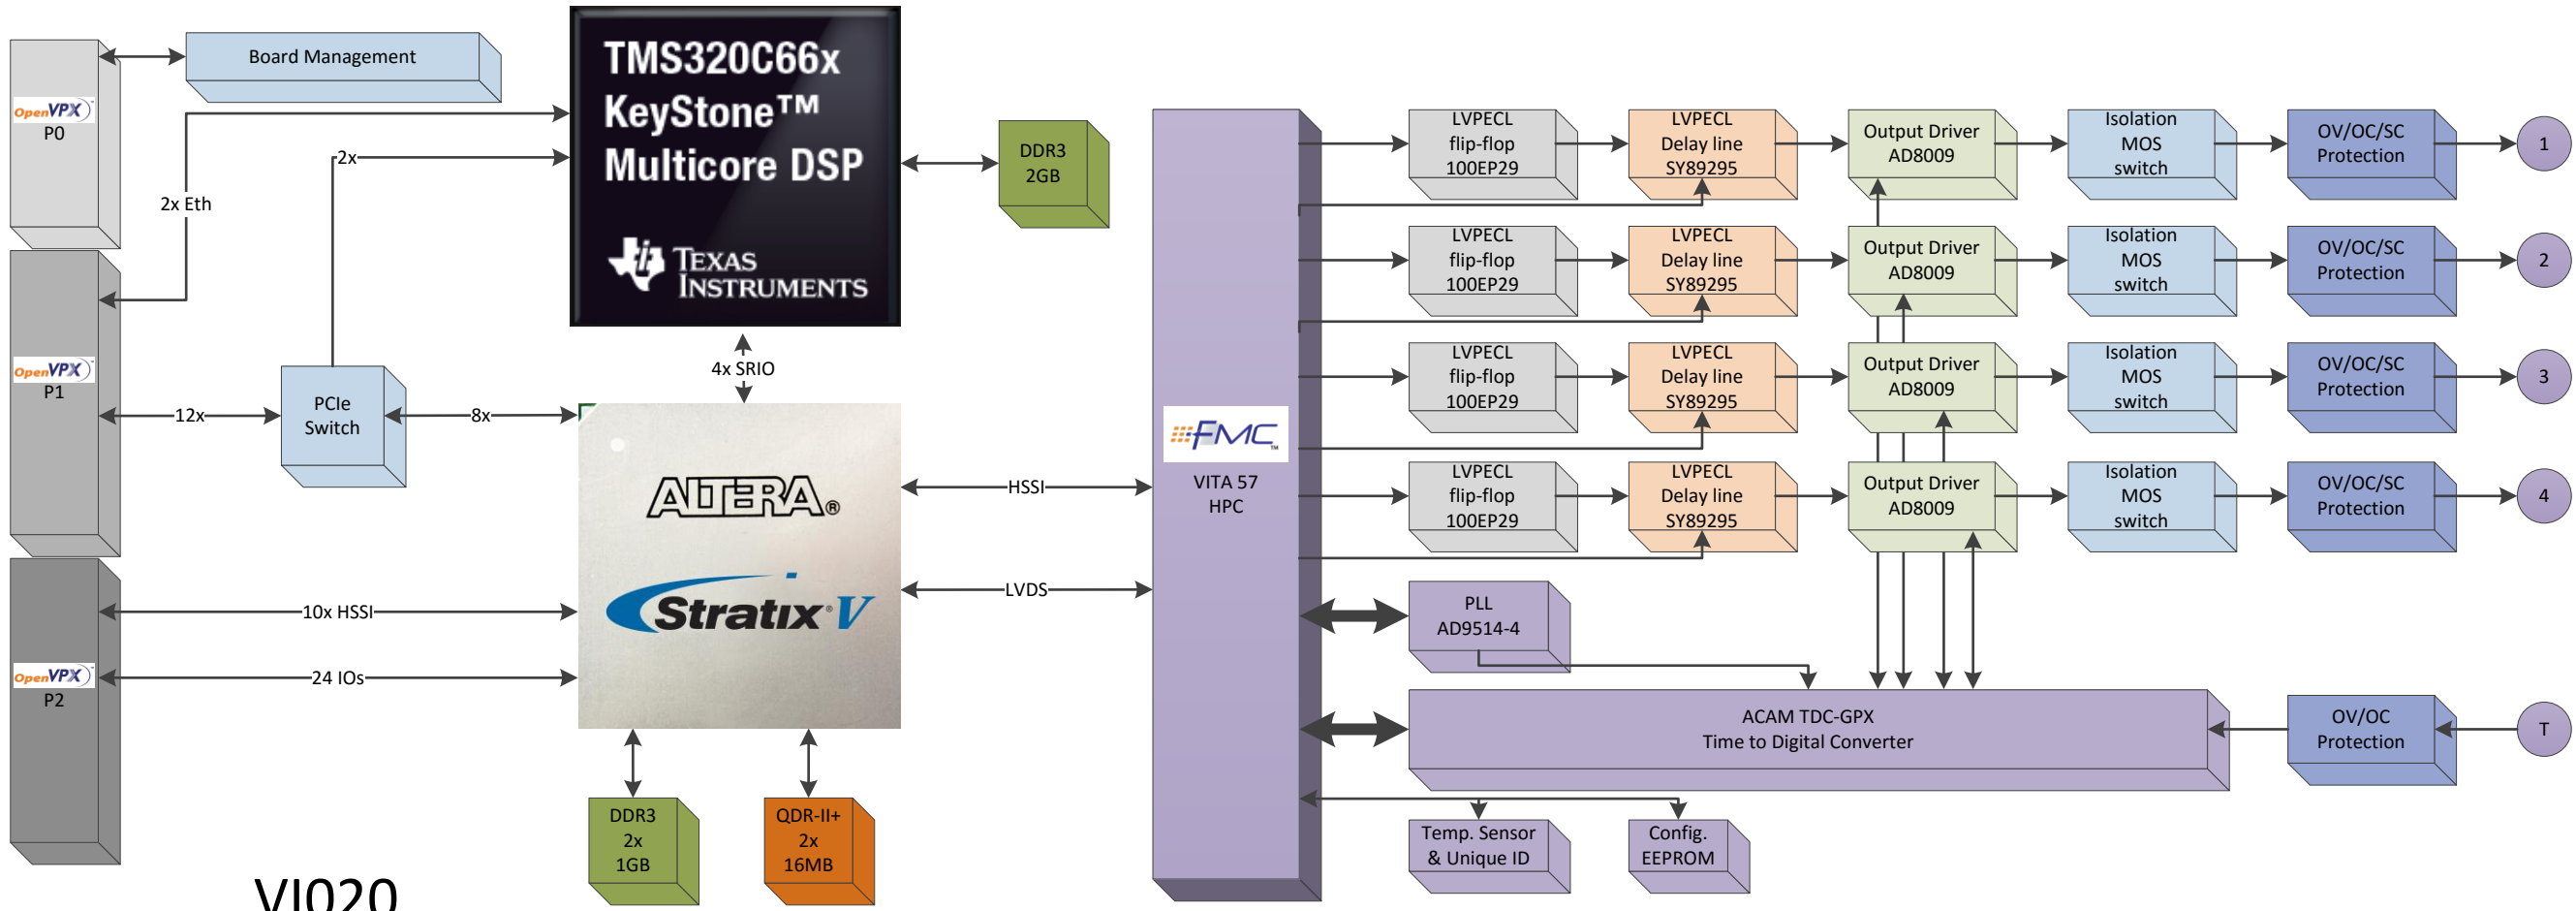 OpenVPX™
P0
Board Management
2x Eth
2x
TMS320C66x
KeyStone™
Multicore DSP
TEXAS
INSTRUMENTS
DDR3
2GB
OpenVPX™
P1
12x
PCIe
Switch
8x
4x SRIO
ALTERA®
Stratix® V
HSSI
LVDS
OpenVPX™
P2
10x HSSI
24 IOs
DDR3
2x
1GB
QDR-II+
2x
16MB
VI020
FMC™
VITA 57
HPC
LVPECL
flip-flop
100EP29
LVPECL
Delay line
SY89295
Output Driver
AD8009
Isolation
MOS
switch
OV/OC/SC
Protection
1
LVPECL
flip-flop
100EP29
LVPECL
Delay line
SY89295
Output Driver
AD8009
Isolation
MOS
switch
OV/OC/SC
Protection
2
LVPECL
flip-flop
100EP29
LVPECL
Delay line
SY89295
Output Driver
AD8009
Isolation
MOS
switch
OV/OC/SC
Protection
3
LVPECL
flip-flop
100EP29
LVPECL
Delay line
SY89295
Output Driver
AD8009
Isolation
MOS
switch
OV/OC/SC
Protection
4
PLL
AD9514-4
ACAM TDC-GPX
Time to Digital Converter
OV/OC
Protection
T
Temp. Sensor
& Unique ID
Config.
EEPROM